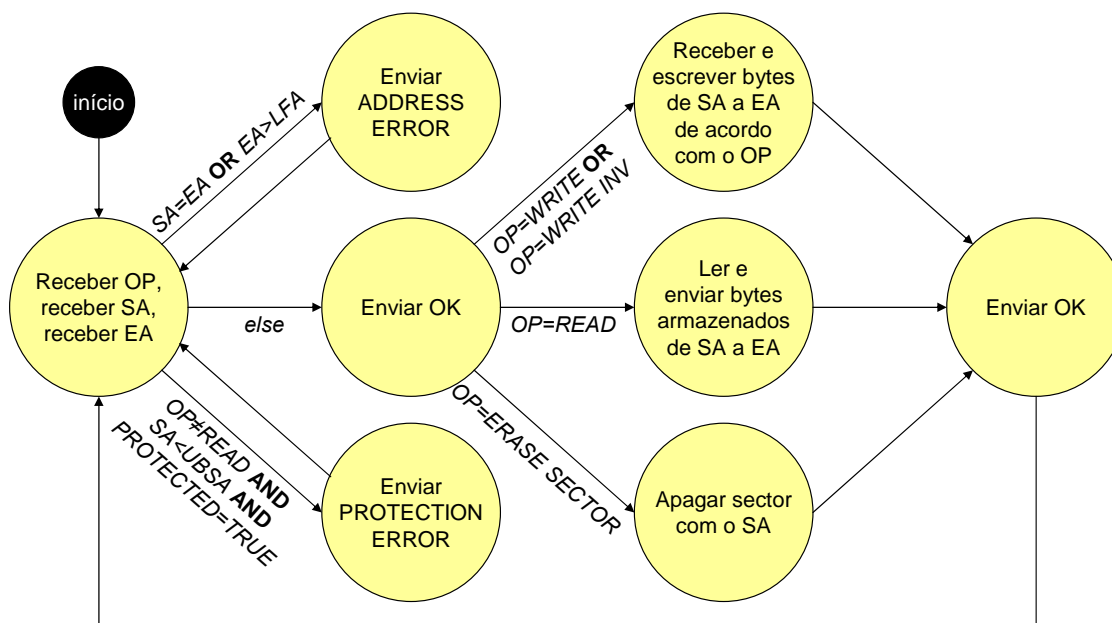 início
Receber OP,
receber SA,
receber EA
SA=EA OR EA>LFA
Enviar
ADDRESS
ERROR
else
Enviar OK
OP≠READ AND
SA<UBSA AND
PROTECTED=TRUE
Enviar
PROTECTION
ERROR
OP=WRITE OR
OP=WRITE INV
Receber e
escrever bytes
de SA a EA
de acordo
com o OP
OP=READ
Ler e
enviar bytes
armazenados
de SA a EA
OP=ERASE SECTOR
Apagar sector
com o SA
Enviar OK